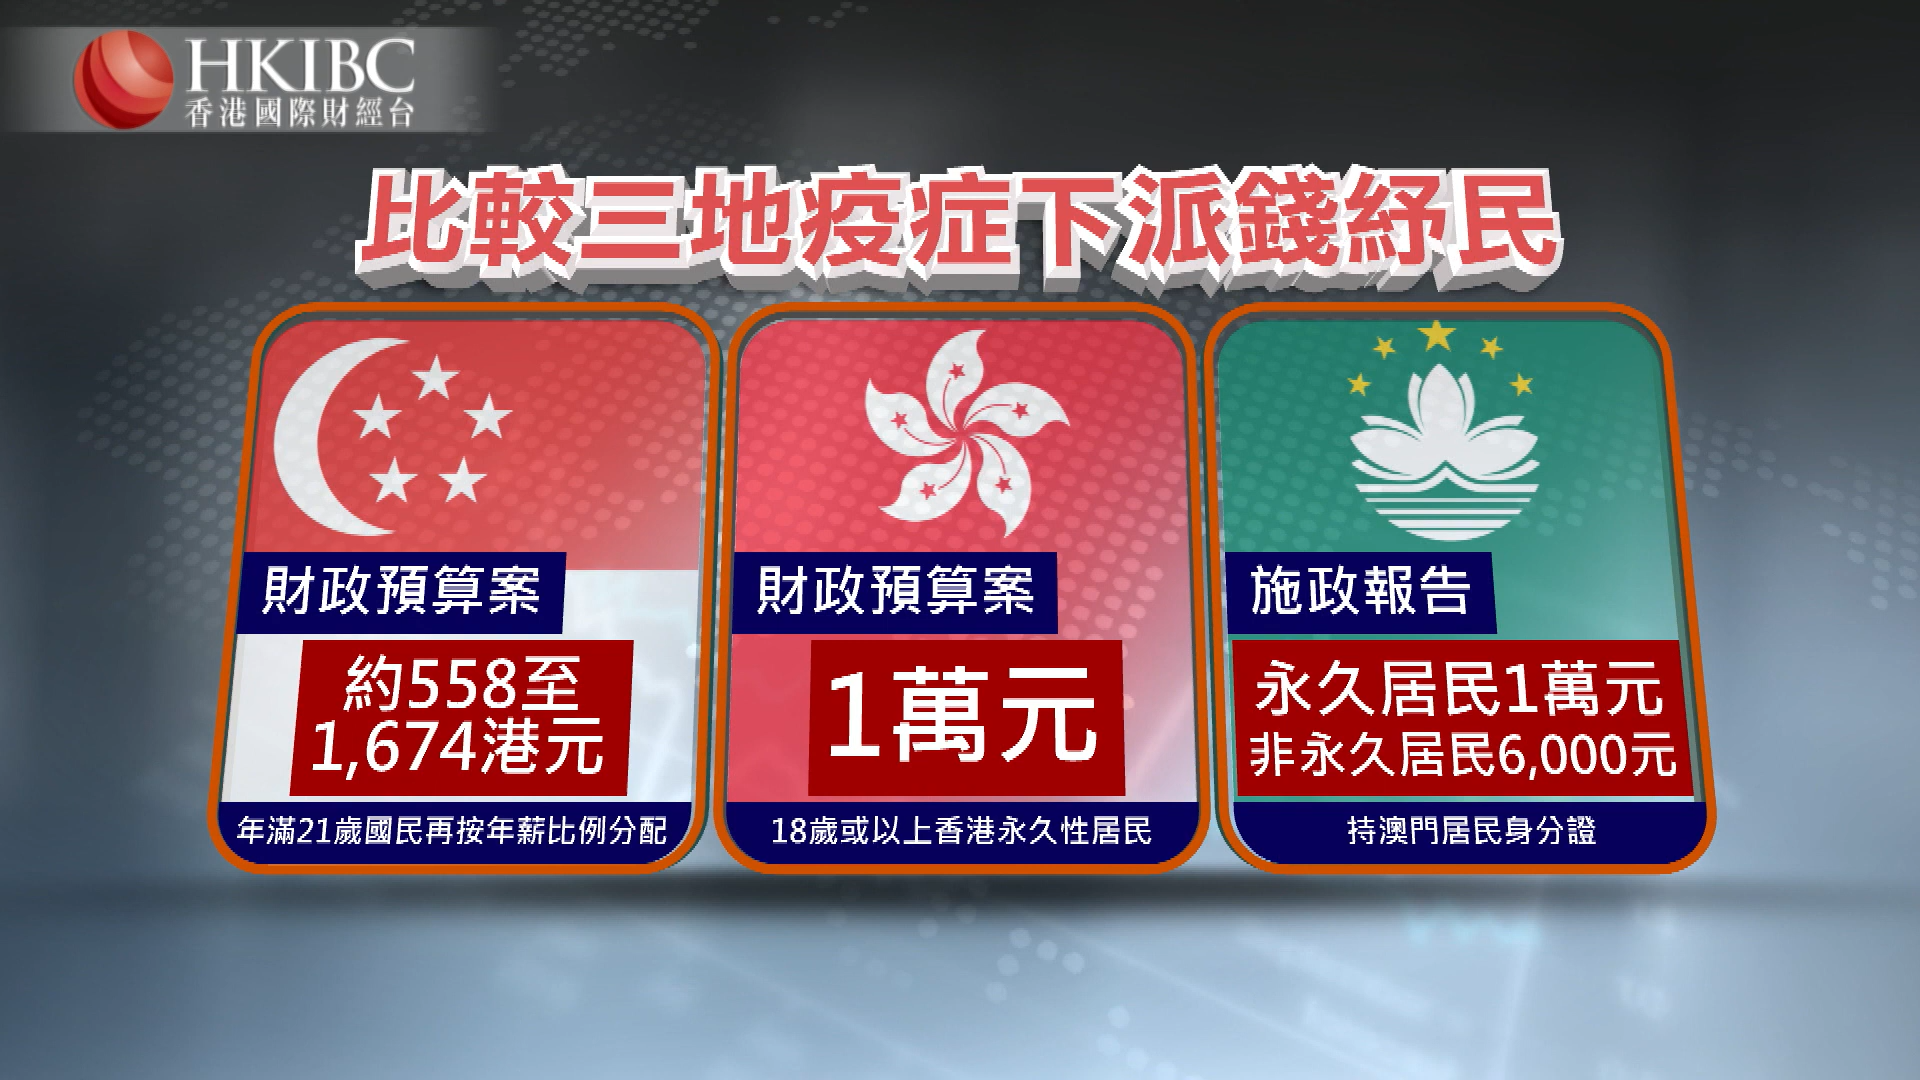 HKIBC
香港國際財經台
比較三地疫症下派錢紓民
財政預算案
約558至
1,674港元
年滿21歲國民再按年薪比例分配
財政預算案
1萬元
18歲或以上香港永久性居民
施政報告
永久居民1萬元
非永久居民6,000元
持澳門居民身分證